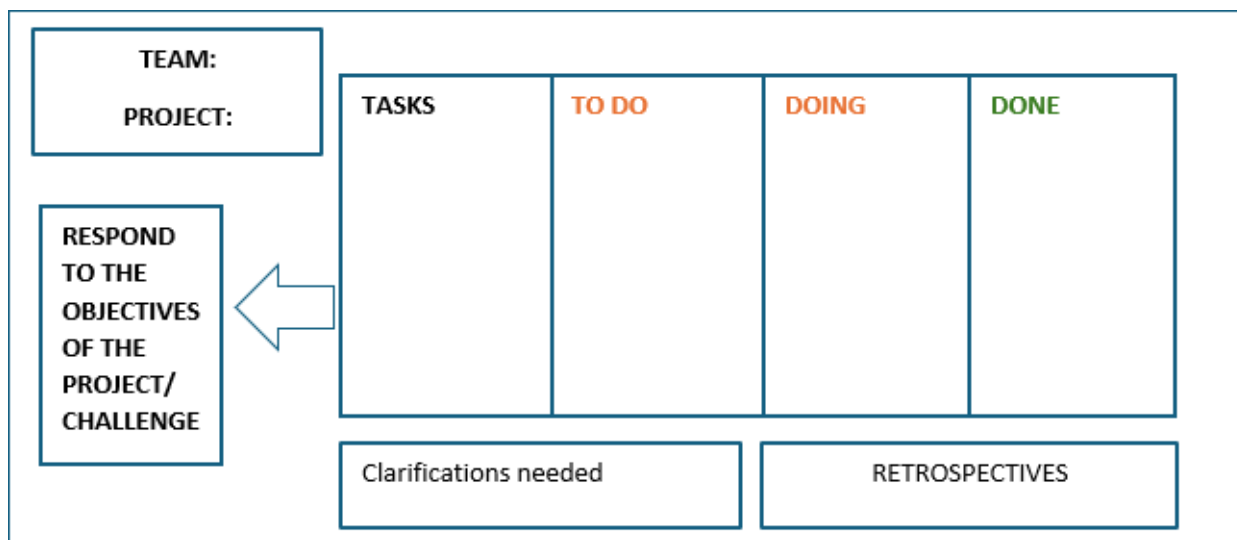 TEAM:
PROJECT:
TASKS
TO DO
DOING
DONE
RESPOND
TO THE
OBJECTIVES
OF THE
PROJECT/
CHALLENGE
Clarifications needed
RETROSPECTIVES